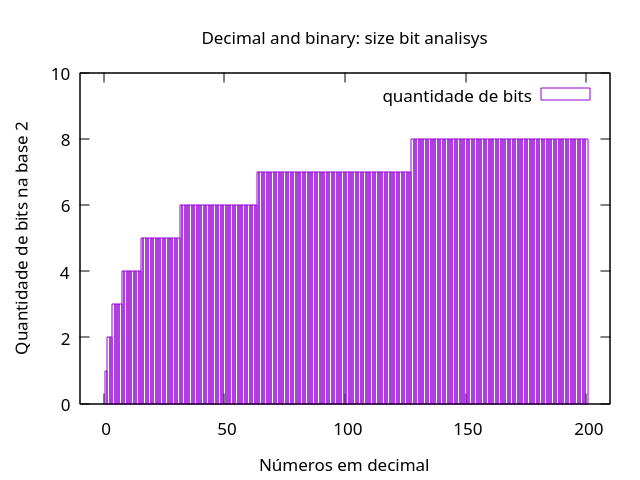 Decimal and binary: size bit analisys
quantidade de bits
Quantidade de bits na base 2
10
8
6
4
2
0
0 50 100 150 200
Números em decimal